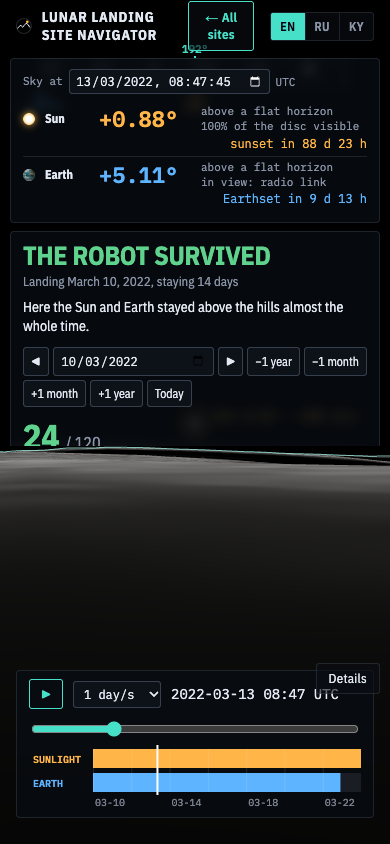 LUNAR LANDING
SITE NAVIGATOR
← All
sites
EN RU KY
192°
Sky at 13/03/2022, 08:47:45 UTC
Sun +0.88° above a flat horizon
100% of the disc visible
sunset in 88 d 23 h
Earth +5.11° above a flat horizon
in view: radio link
Earthset in 9 d 13 h
THE ROBOT SURVIVED
Landing March 10, 2022, staying 14 days
Here the Sun and Earth stayed above the hills almost the
whole time.
◀ 10/03/2022 ▶ −1 year −1 month
+1 month +1 year Today
24 / 120
Details
▶ 1 day/s 2022-03-13 08:47 UTC
SUNLIGHT
EARTH
03-10 03-14 03-18 03-22